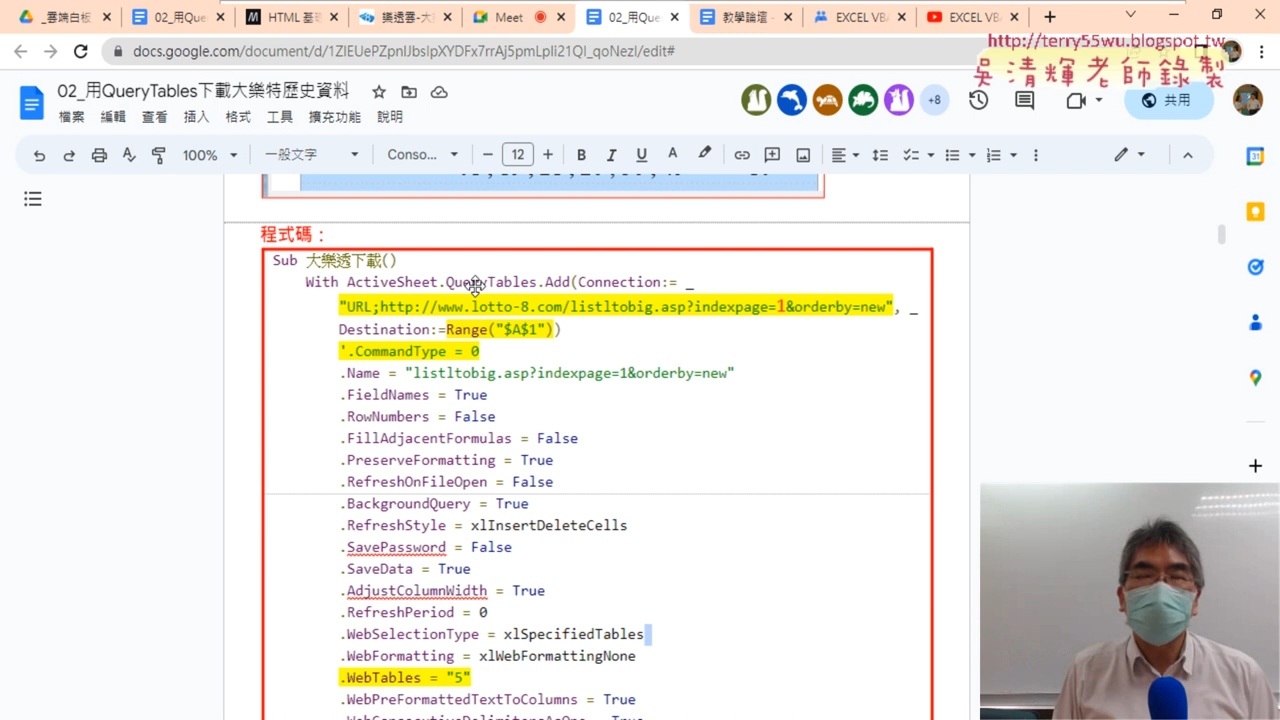 _雲端白板
02_用Que
HTML 基
樂透雲-大
Meet
02_用Que
教學論壇 -
EXCEL VB
EXCEL VB
docs.google.com/document/d/1ZIEUePZpnIJbsIpXYDFx7rrAj5pmLpIi21QI_qoNezI/edit#
http://terry55wu.blogspot.tw
吳清輝老師錄製
02_用QueryTables下載大樂特歷史資料
檔案 編輯 查看 插入 格式 工具 擴充功能 說明
+8
共用
100% 一般文字 Conso... 12 B I U A
程式碼：
Sub 大樂透下載()
With ActiveSheet.QueryTables.Add(Connection:= _
"URL;http://www.lotto-8.com/listltobig.asp?indexpage=1&orderby=new", _
Destination:=Range("$A$1"))
'.CommandType = 0
.Name = "listltobig.asp?indexpage=1&orderby=new"
.FieldNames = True
.RowNumbers = False
.FillAdjacentFormulas = False
.PreserveFormatting = True
.RefreshOnFileOpen = False
.BackgroundQuery = True
.RefreshStyle = xlInsertDeleteCells
.SavePassword = False
.SaveData = True
.AdjustColumnWidth = True
.RefreshPeriod = 0
.WebSelectionType = xlSpecifiedTables
.WebFormatting = xlWebFormattingNone
.WebTables = "5"
.WebPreFormattedTextToColumns = True